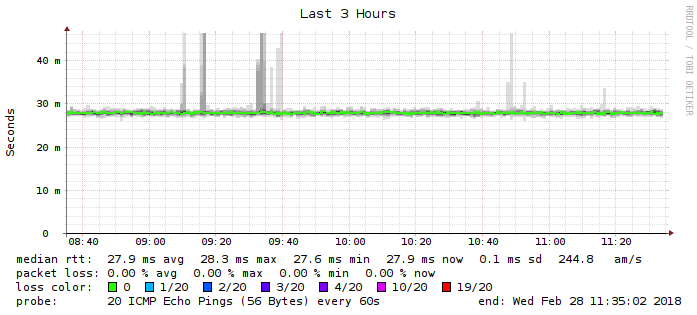 Last 3 Hours
RRDTOOL / TOBI OETIKER
Seconds
40 m
30 m
20 m
10 m
0
08:40 09:00 09:20 09:40 10:00 10:20 10:40 11:00 11:20
median rtt: 27.9 ms avg 28.3 ms max 27.6 ms min 27.9 ms now 0.1 ms sd 244.8 am/s
packet loss: 0.00 % avg 0.00 % max 0.00 % min 0.00 % now
loss color: 0 1/20 2/20 3/20 4/20 10/20 19/20
probe: 20 ICMP Echo Pings (56 Bytes) every 60s end: Wed Feb 28 11:35:02 2018